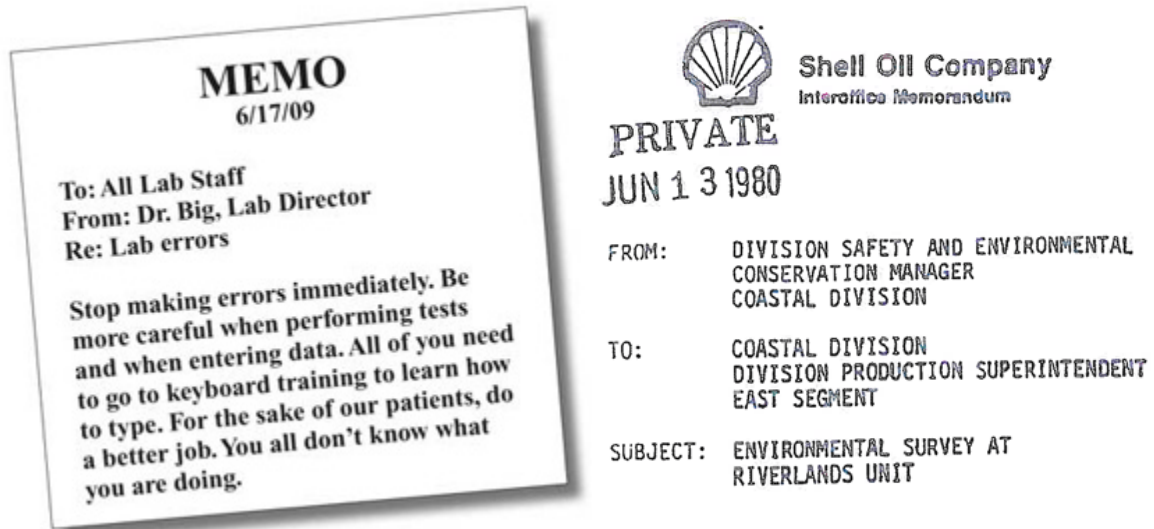 MEMO
6/17/09
To: All Lab Staff
From: Dr. Big, Lab Director
Re: Lab errors
Stop making errors immediately. Be
more careful when performing tests
and when entering data. All of you need
to go to keyboard training to learn how
to type. For the sake of our patients, do
a better job. You all don't know what
you are doing.
Shell Oil Company
Interoffice Memorandum
PRIVATE
JUN 13 1980
FROM: DIVISION SAFETY AND ENVIRONMENTAL
CONSERVATION MANAGER
COASTAL DIVISION
TO: COASTAL DIVISION
DIVISION PRODUCTION SUPERINTENDENT
EAST SEGMENT
SUBJECT: ENVIRONMENTAL SURVEY AT
RIVERLANDS UNIT